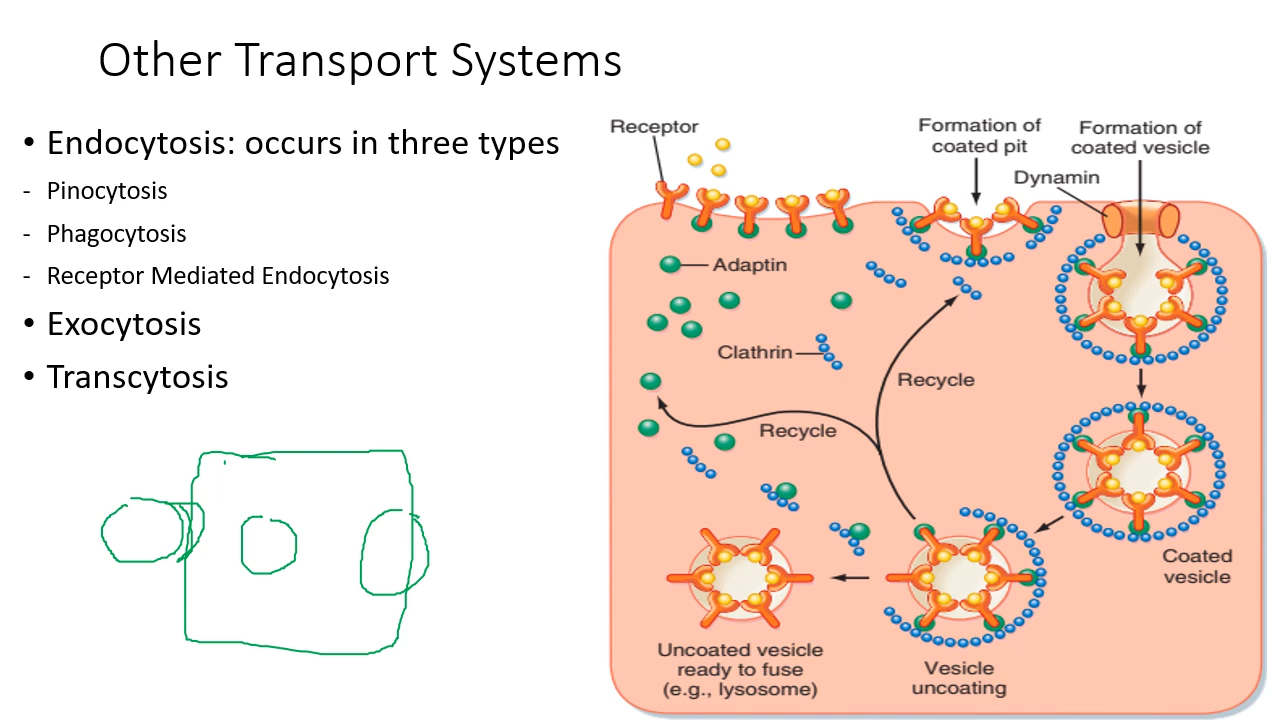 Other Transport Systems
• Endocytosis: occurs in three types
- Pinocytosis
- Phagocytosis
- Receptor Mediated Endocytosis
• Exocytosis
• Transcytosis
Receptor
Formation of
coated pit
Formation of
coated vesicle
Dynamin
Adaptin
Clathrin
Recycle
Recycle
Coated
vesicle
Vesicle
uncoating
Uncoated vesicle
ready to fuse
(e.g., lysosome)